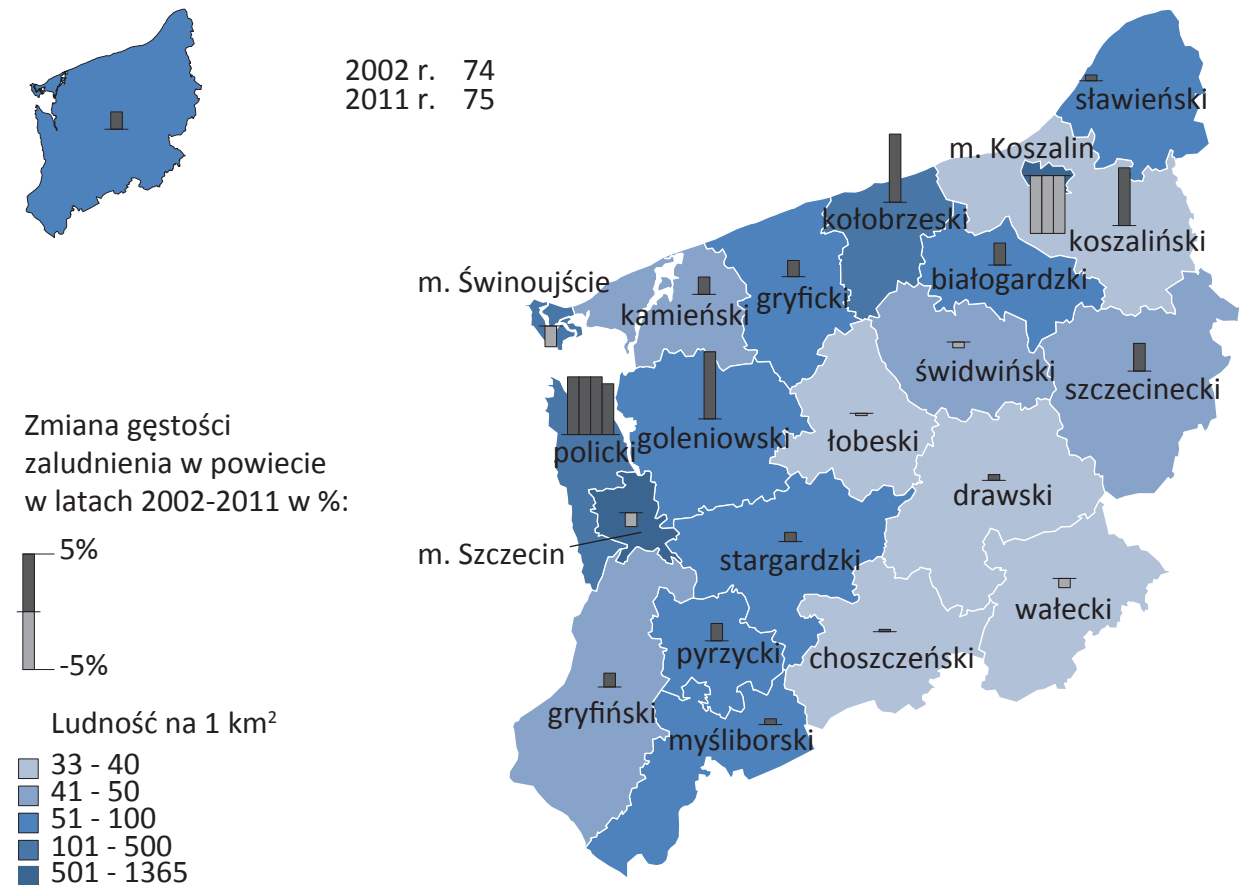 2002 r. 74
2011 r. 75
sławieński
m. Koszalin
kołobrzeski
koszaliński
białogardzki
m. Świnoujście
kamieński
gryficki
świdwiński
szczecinecki
policki
goleniowski
łobeski
drawski
m. Szczecin
stargardzki
wałecki
pyrzycki
choszczeński
gryfiński
myśliborski
Zmiana gęstości
zaludnienia w powiecie
w latach 2002-2011 w %:
5%
-5%
Ludność na 1 km²
33 - 40
41 - 50
51 - 100
101 - 500
501 - 1365